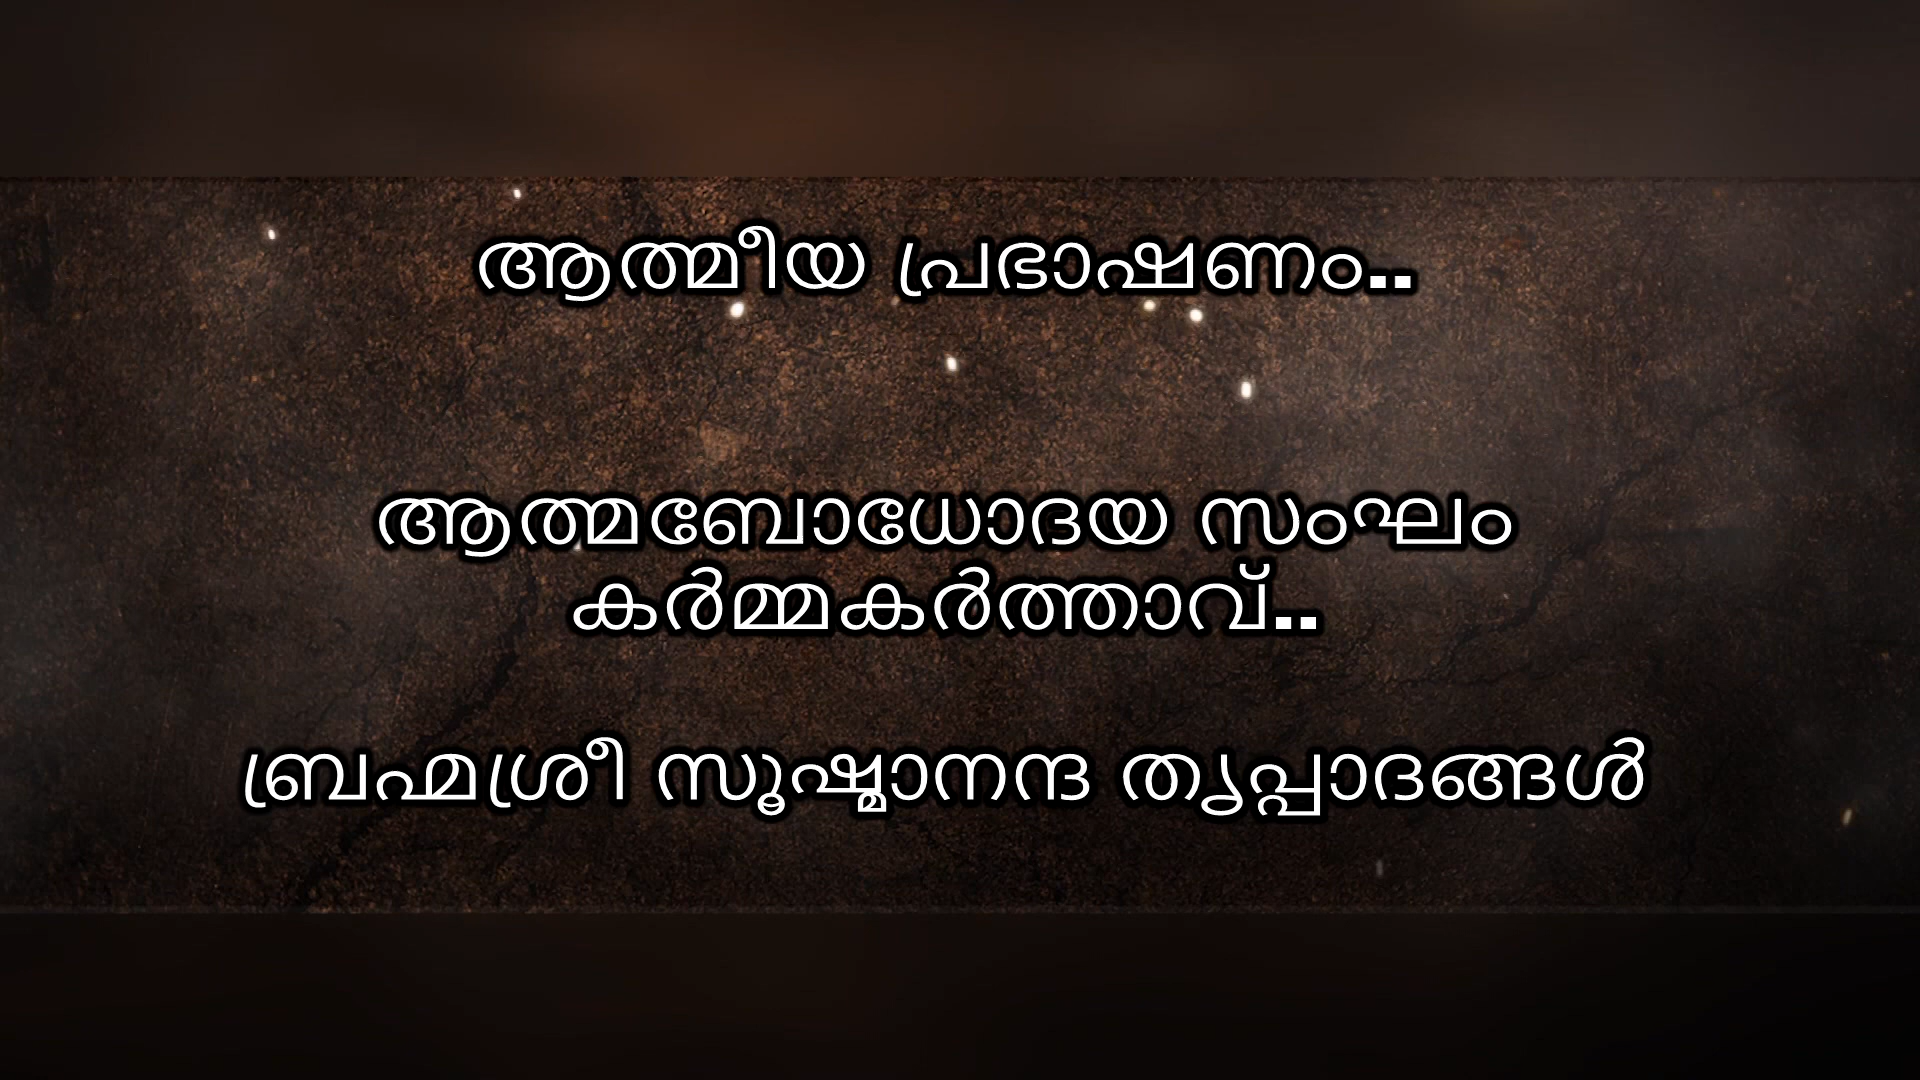 ആത്മീയ പ്രഭാഷണം..
ആത്മബോധോദയ സംഘം
കർമ്മകർത്താവ്..
ബ്രഹ്മശ്രീ സൂഷ്മാനന്ദ തൃപ്പാദങ്ങൾ